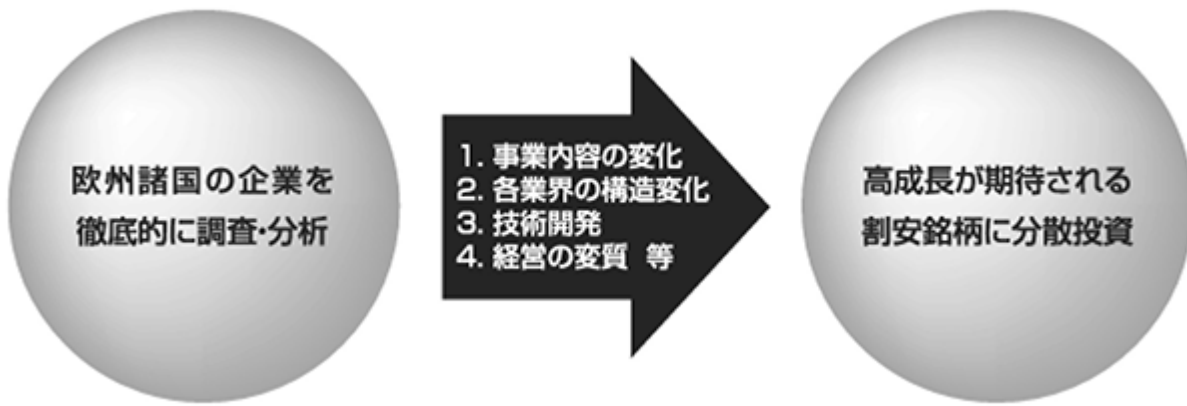 欧州諸国の企業を
徹底的に調査・分析
1. 事業内容の変化
2. 各業界の構造変化
3. 技術開発
4. 経営の変質 等
高成長が期待される
割安銘柄に分散投資